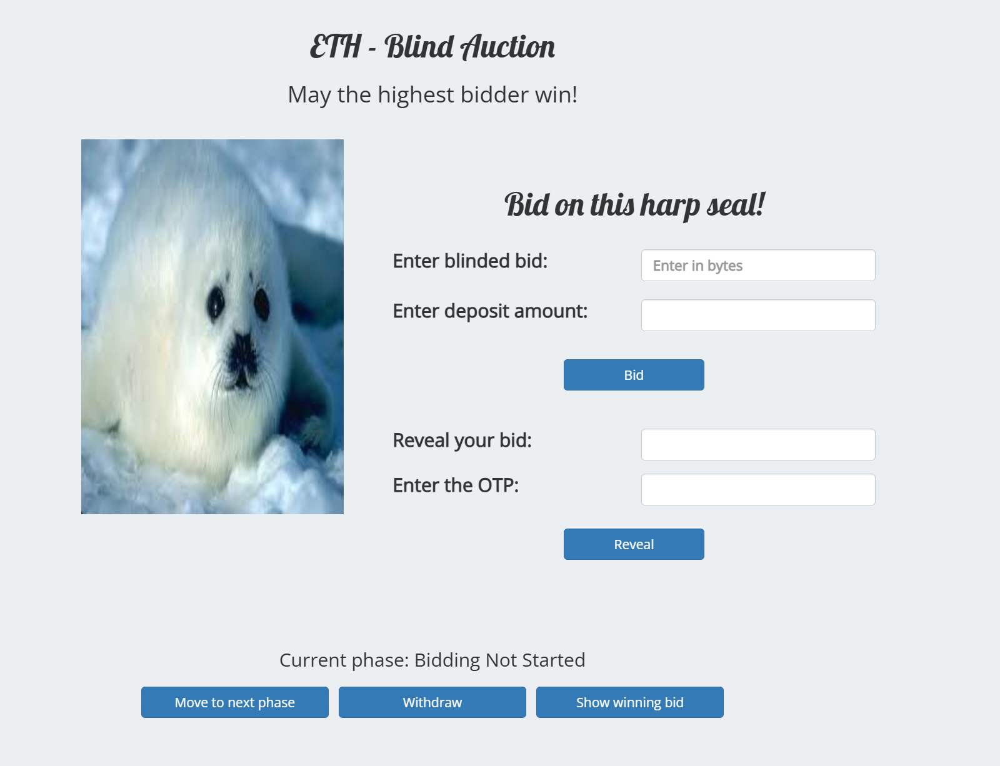 ETH - Blind Auction
May the highest bidder win!
Bid on this harp seal!
Enter blinded bid:
Enter in bytes
Enter deposit amount:
Bid
Reveal your bid:
Enter the OTP:
Reveal
Current phase: Bidding Not Started
Move to next phase
Withdraw
Show winning bid